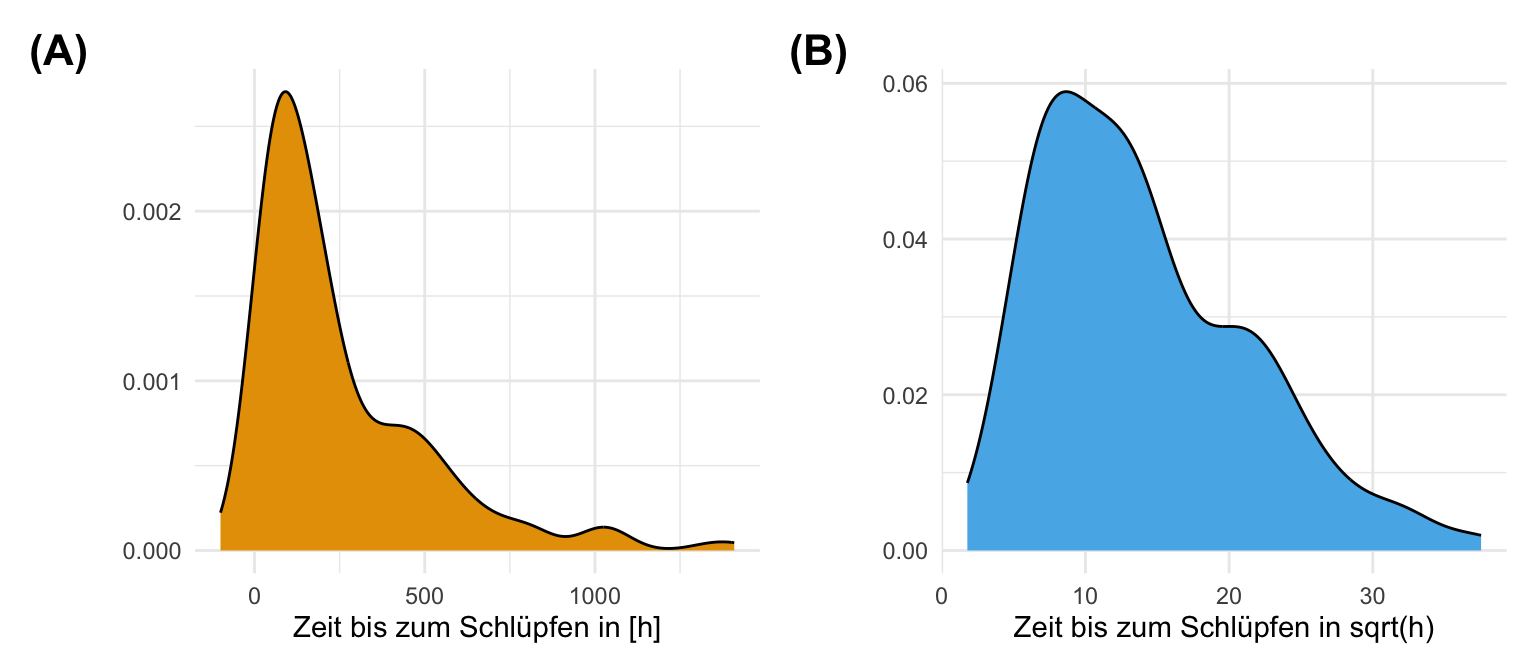 (A)
0.002
0.001
0.000
0 500 1000
Zeit bis zum Schlüpfen in [h]
(B)
0.06
0.04
0.02
0.00
0 10 20 30
Zeit bis zum Schlüpfen in sqrt(h)